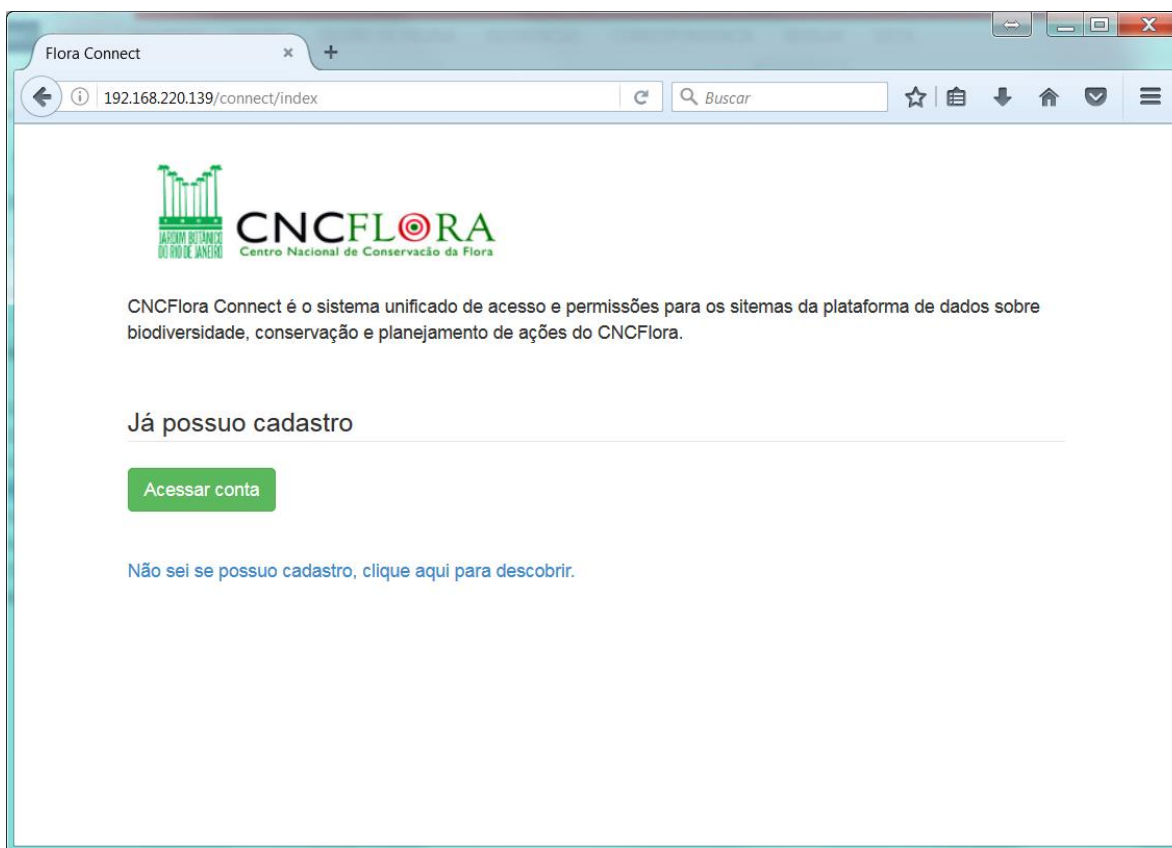 Flora Connect
192.168.220.139/connect/index
Buscar
JARDIM BOTÂNICO
DO RIO DE JANEIRO
CNCFLORA
Centro Nacional de Conservação da Flora
CNCFlora Connect é o sistema unificado de acesso e permissões para os sitemas da plataforma de dados sobre
biodiversidade, conservação e planejamento de ações do CNCFlora.
Já possuo cadastro
Acessar conta
Não sei se possuo cadastro, clique aqui para descobrir.